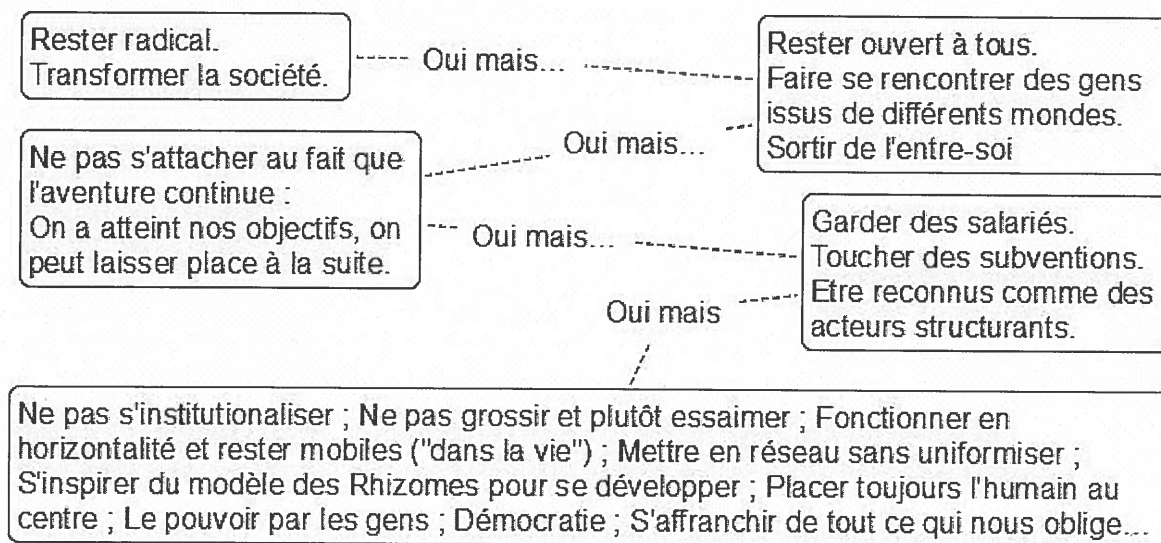 Rester radical.
Transformer la société.
Oui mais...
Rester ouvert à tous.
Faire se rencontrer des gens
issus de différents mondes.
Sortir de l'entre-soi
Oui mais...
Ne pas s'attacher au fait que
l'aventure continue :
On a atteint nos objectifs, on
peut laisser place à la suite.
Oui mais...
Garder des salariés.
Toucher des subventions.
Etre reconnus comme des
acteurs structurants.
Oui mais
Ne pas s'institutionaliser ; Ne pas grossir et plutôt essaimer ; Fonctionner en
horizontalité et rester mobiles ("dans la vie") ; Mettre en réseau sans uniformiser ;
S'inspirer du modèle des Rhizomes pour se développer ; Placer toujours l'humain au
centre ; Le pouvoir par les gens ; Démocratie ; S'affranchir de tout ce qui nous oblige...